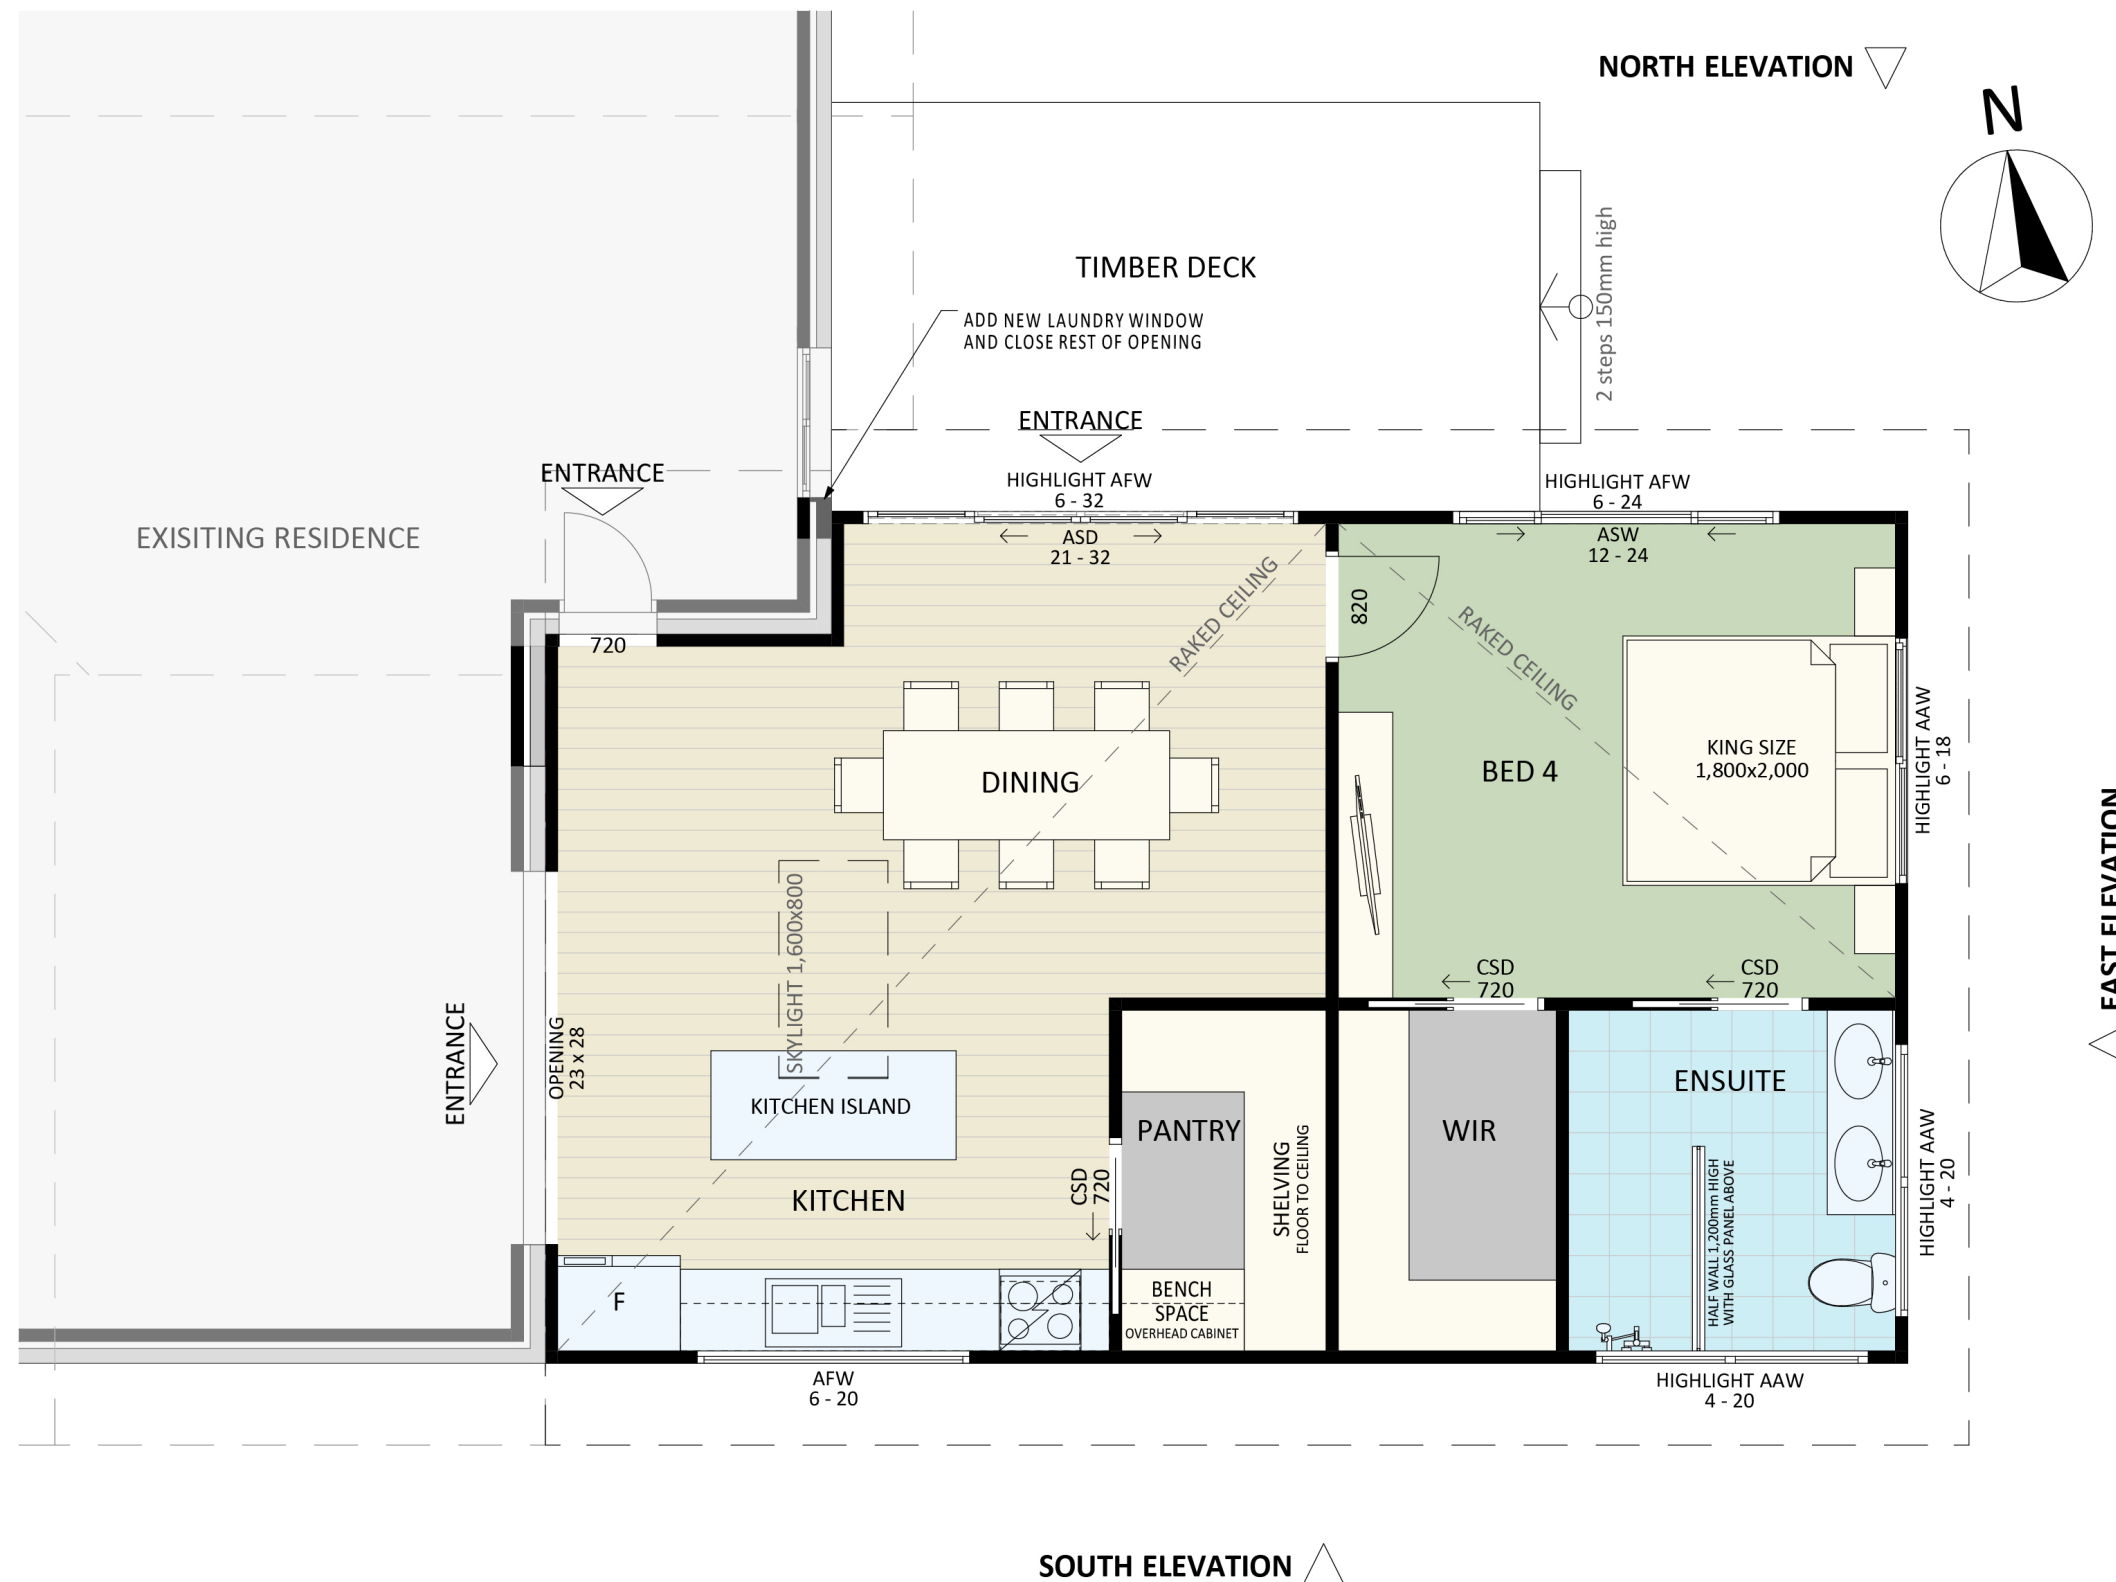 NORTH ELEVATION
N
TIMBER DECK
2 steps 150mm high
ADD NEW LAUNDRY WINDOW
AND CLOSE REST OF OPENING
ENTRANCE
ENTRANCE
HIGHLIGHT AFW
6 - 32
HIGHLIGHT AFW
6 - 24
EXISITING RESIDENCE
ASD
21 - 32
ASW
12 - 24
RAKED CEILING
820
RAKED CEILING
720
DINING
BED 4
KING SIZE
1,800x2,000
HIGHLIGHT AAW
6 - 18
EAST ELEVATION
SKYLIGHT 1,600x800
CSD
720
CSD
720
ENTRANCE
OPENING
23 x 28
KITCHEN ISLAND
PANTRY
SHELVING
FLOOR TO CEILING
WIR
ENSUITE
HALF WALL 1,200mm HIGH
WITH GLASS PANEL ABOVE
HIGHLIGHT AAW
4 - 20
KITCHEN
CSD
720
F
BENCH
SPACE
OVERHEAD CABINET
AFW
6 - 20
HIGHLIGHT AAW
4 - 20
SOUTH ELEVATION